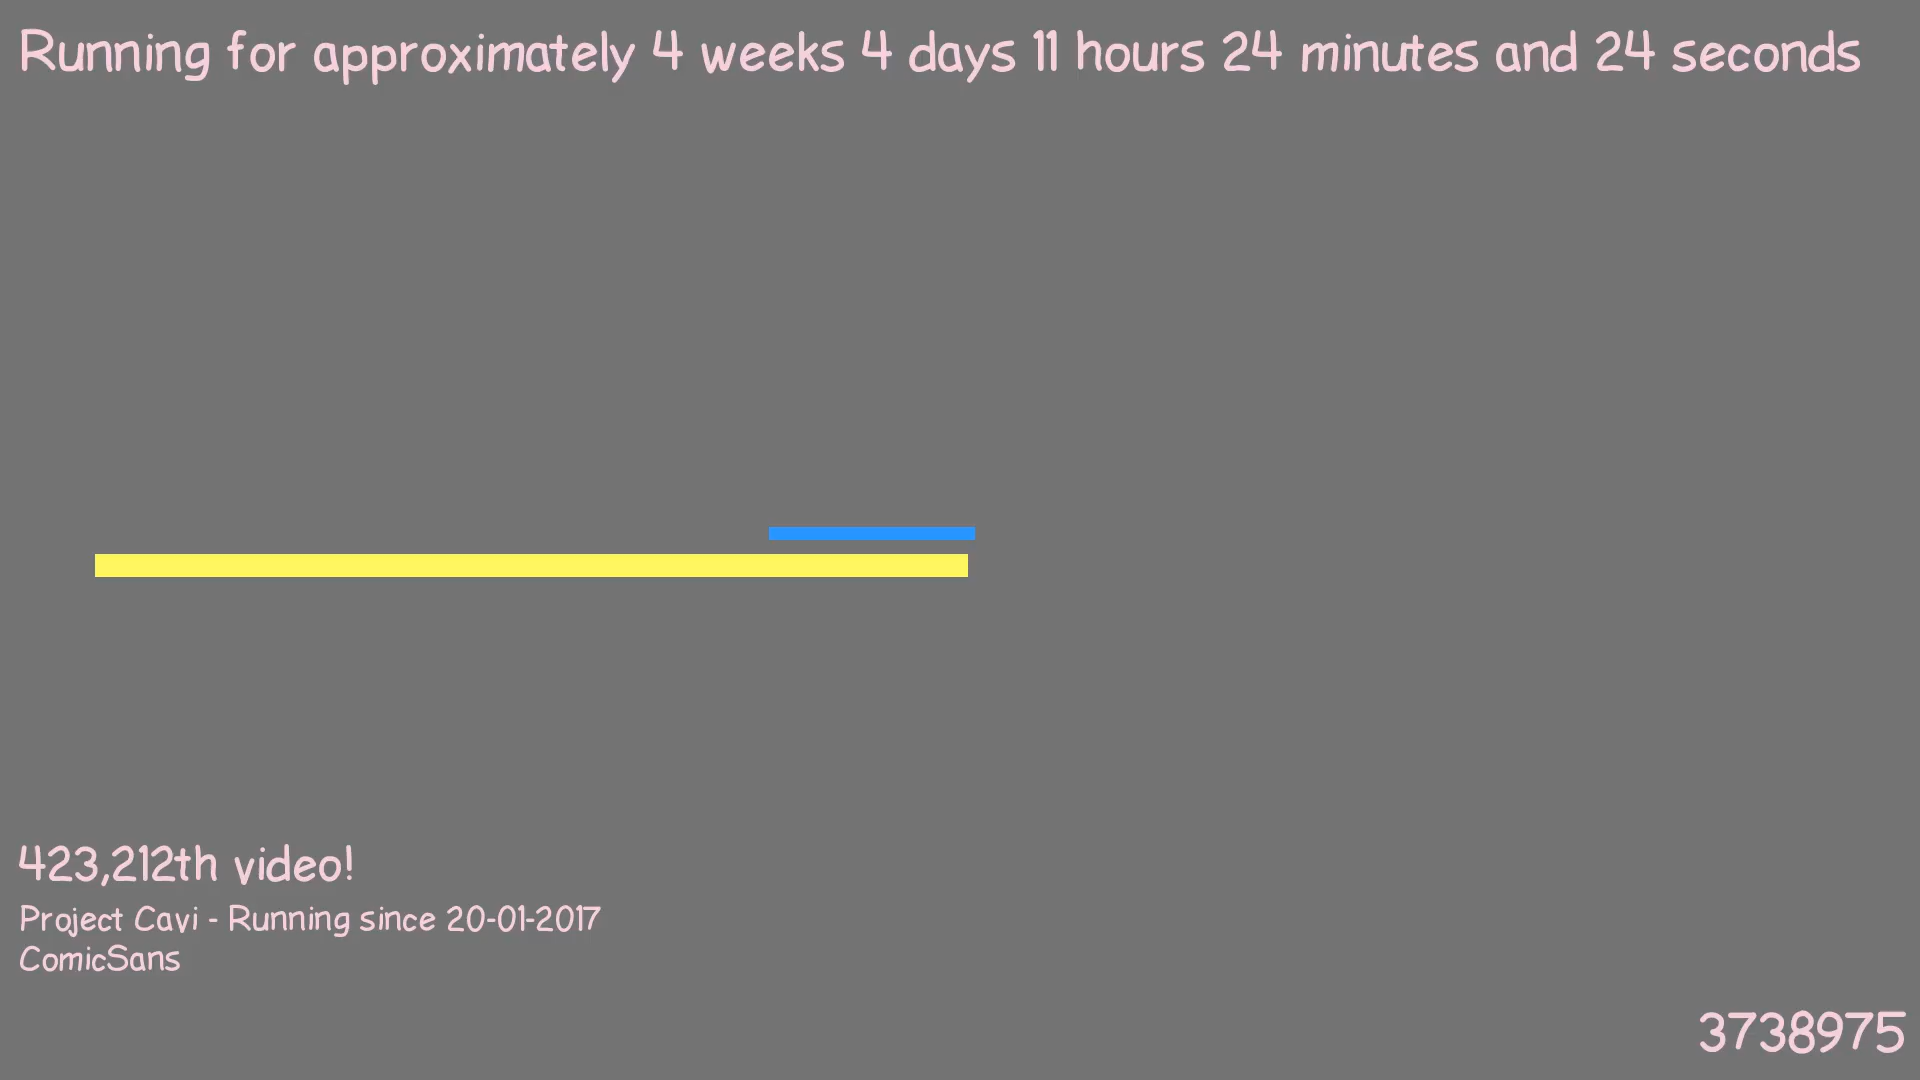 Running for approximately 4 weeks 4 days 11 hours 24 minutes and 24 seconds
423,212th video!
Project Cavi - Running since 20-01-2017
ComicSans
3738975